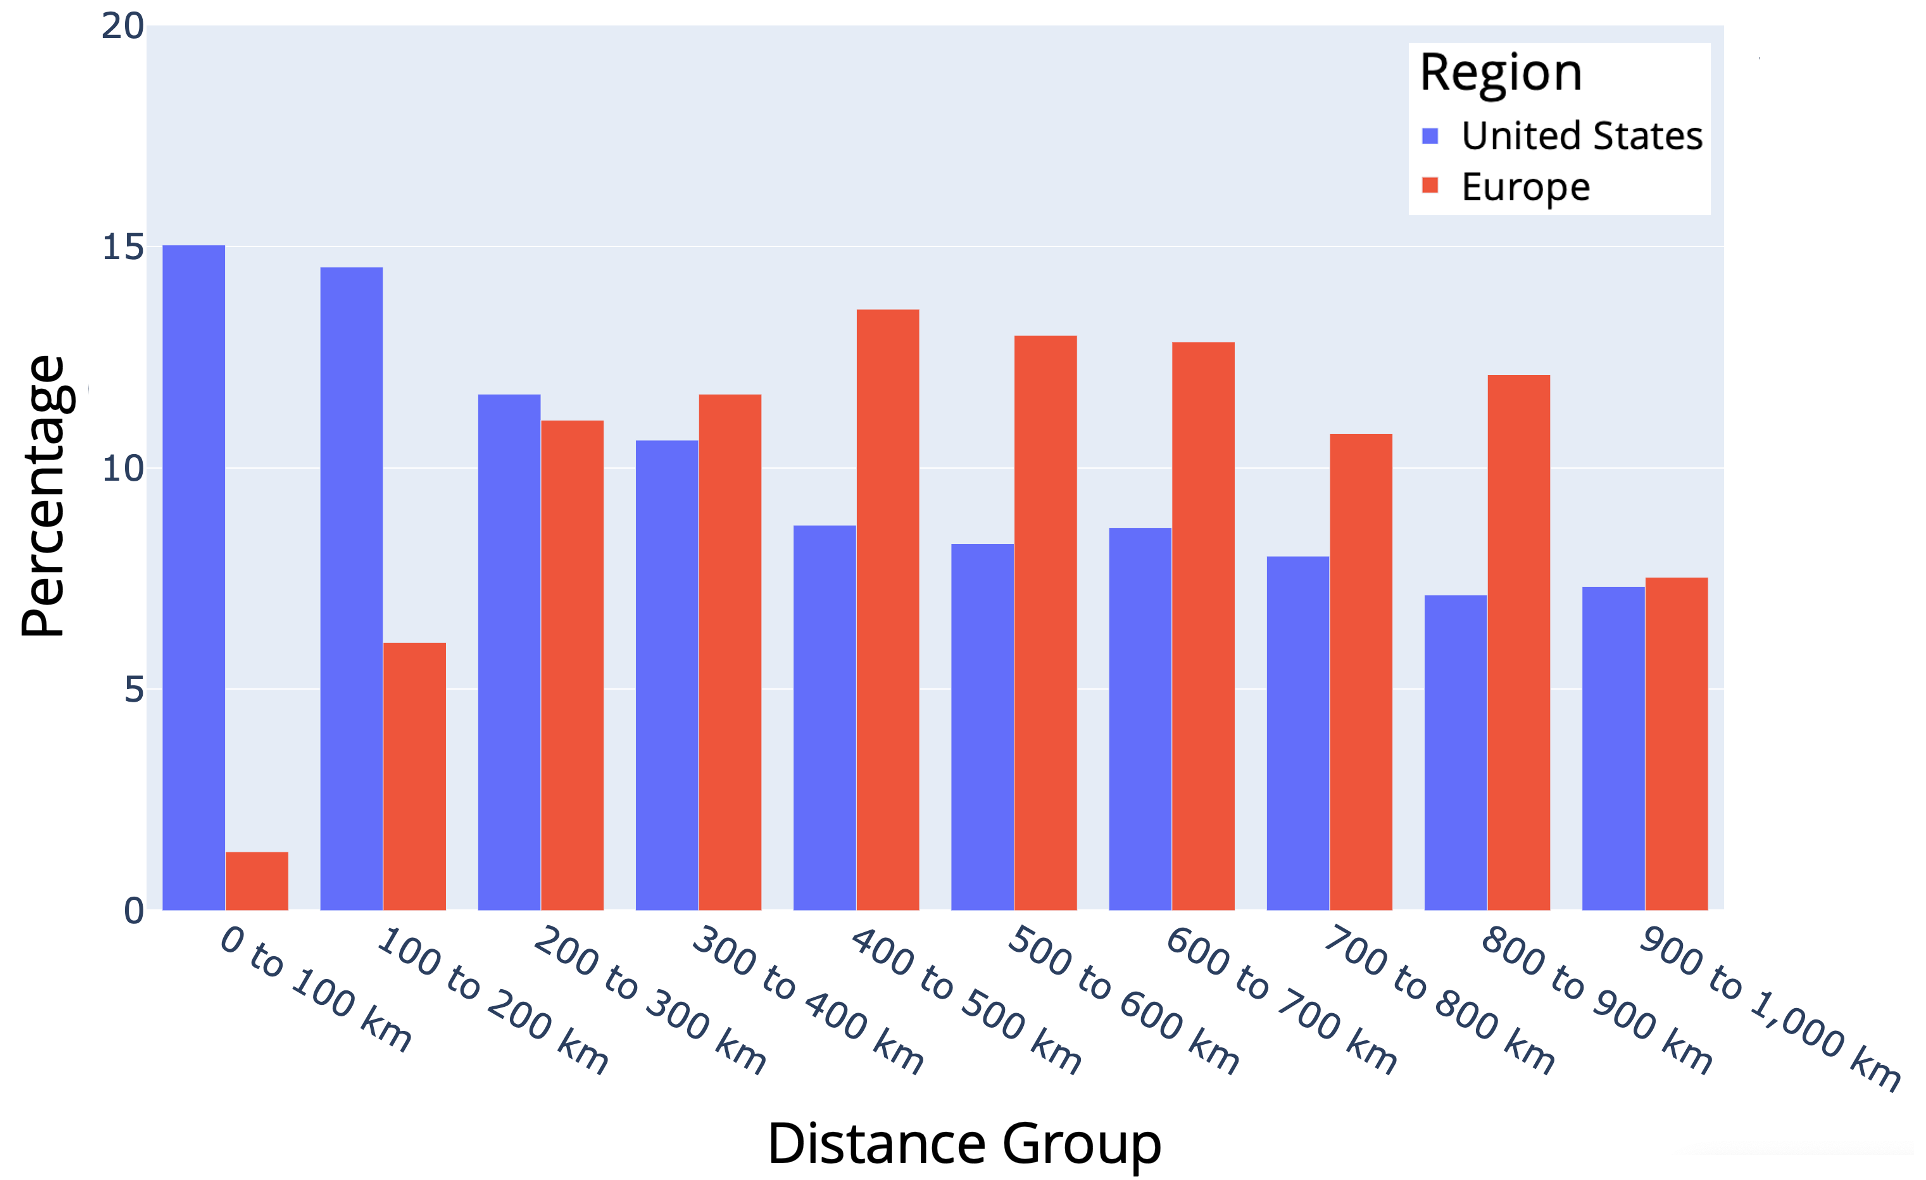 20
15
10
5
0
Percentage
Region
United States
Europe
0 to 100 km
100 to 200 km
200 to 300 km
300 to 400 km
400 to 500 km
500 to 600 km
600 to 700 km
700 to 800 km
800 to 900 km
900 to 1,000 km
Distance Group